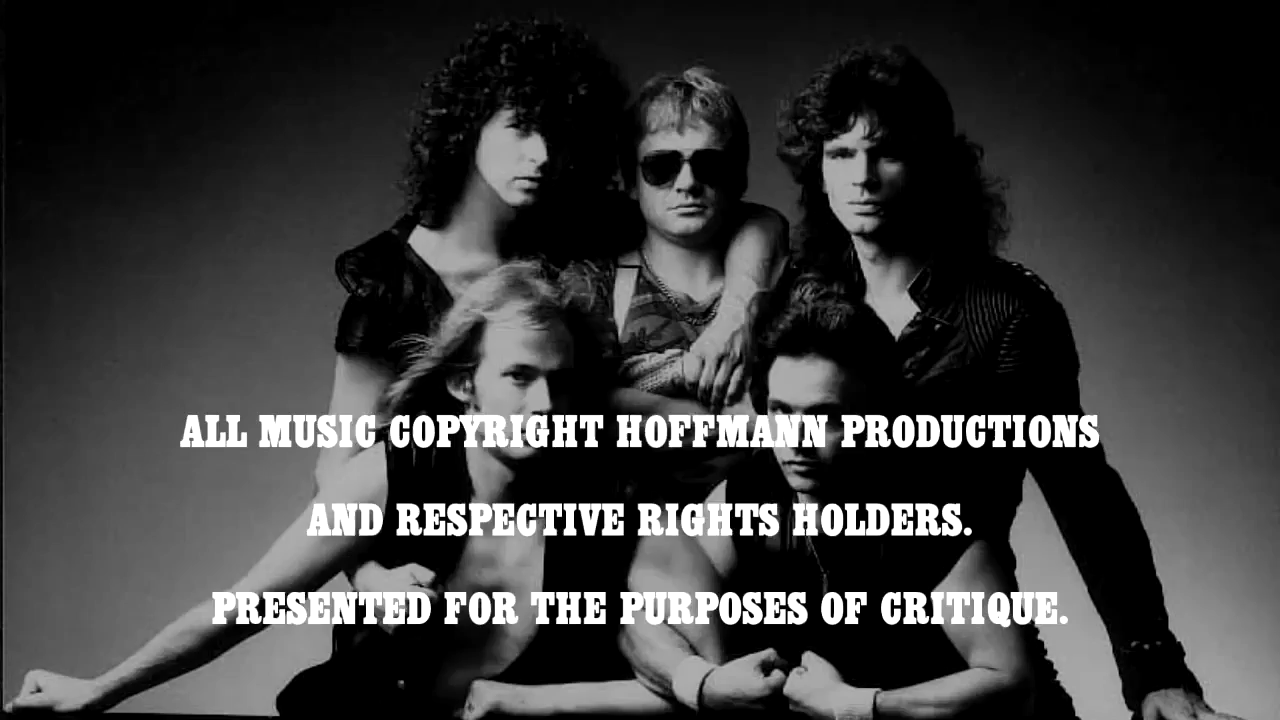 ALL MUSIC COPYRIGHT HOFFMANN PRODUCTIONS
AND RESPECTIVE RIGHTS HOLDERS.
PRESENTED FOR THE PURPOSES OF CRITIQUE.